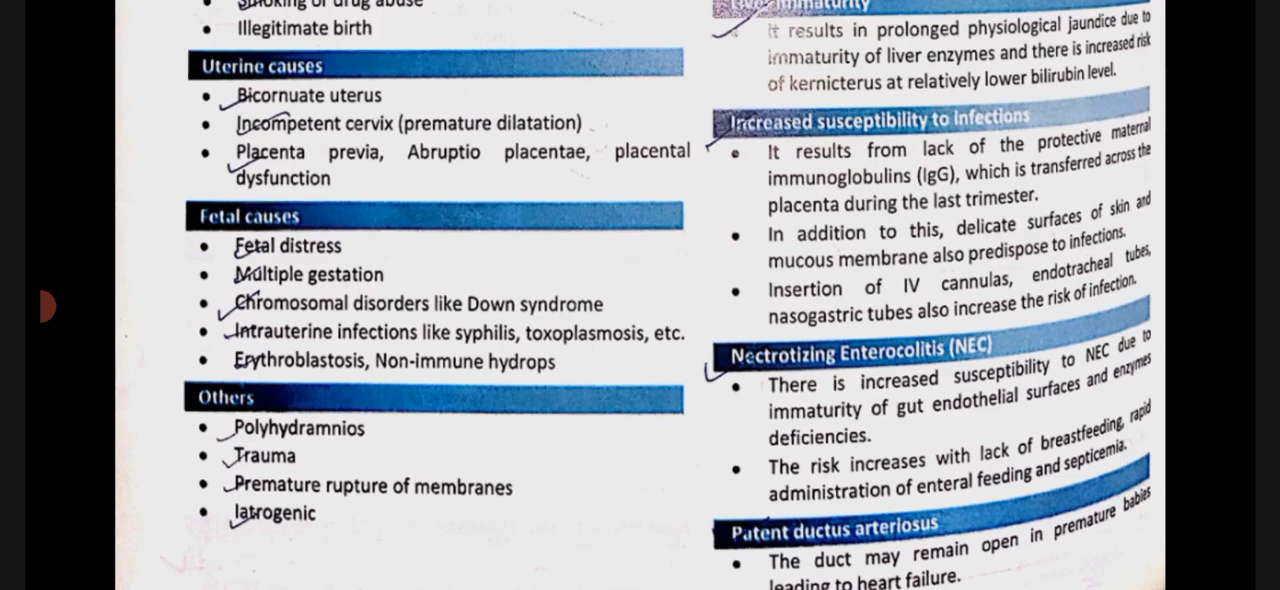 Smoking or drug abuse
• Illegitimate birth
Uterine causes
• Bicornuate uterus
• Incompetent cervix (premature dilatation)
• Placenta previa, Abruptio placentae, placental
dysfunction
Fetal causes
• Fetal distress
• Multiple gestation
• Chromosomal disorders like Down syndrome
• Intrauterine infections like syphilis, toxoplasmosis, etc.
• Erythroblastosis, Non-immune hydrops
Others
• Polyhydramnios
• Trauma
• Premature rupture of membranes
• Iatrogenic
Liver immaturity
It results in prolonged physiological jaundice due to
immaturity of liver enzymes and there is increased risk
of kernicterus at relatively lower bilirubin level.
Increased susceptibility to infections
• It results from lack of the protective maternal
immunoglobulins (IgG), which is transferred across the
placenta during the last trimester.
• In addition to this, delicate surfaces of skin and
mucous membrane also predispose to infections.
• Insertion of IV cannulas, endotracheal tubes,
nasogastric tubes also increase the risk of infection.
Nectrotizing Enterocolitis (NEC)
• There is increased susceptibility to NEC due to
immaturity of gut endothelial surfaces and enzymes
deficiencies.
• The risk increases with lack of breastfeeding, rapid
administration of enteral feeding and septicemia.
Patent ductus arteriosus
• The duct may remain open in premature babies
leading to heart failure.